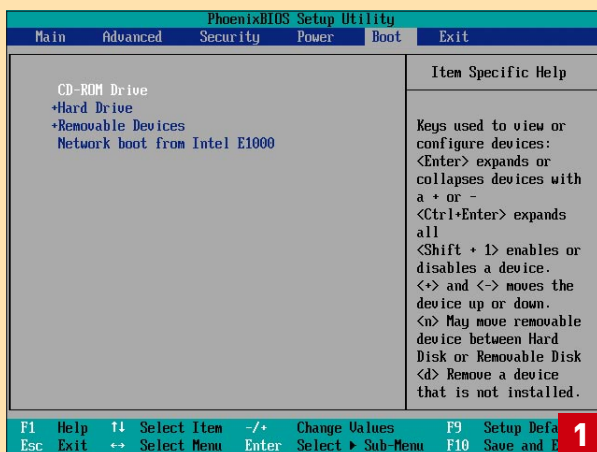 PhoenixBIOS Setup Utility
Main Advanced Security Power Boot Exit
CD-ROM Drive
+Hard Drive
+Removable Devices
Network boot from Intel E1000
Item Specific Help
Keys used to view or
configure devices:
<Enter> expands or
collapses devices with
a + or -
<Ctrl+Enter> expands
all
<Shift + 1> enables or
disables a device.
<+> and <-> moves the
device up or down.
<n> May move removable
device between Hard
Disk or Removable Disk
<d> Remove a device
that is not installed.
F1 Help ↑↓ Select Item -/+ Change Values F9 Setup Defa
Esc Exit ↔ Select Menu Enter Select ▶ Sub-Menu F10 Save and E
1